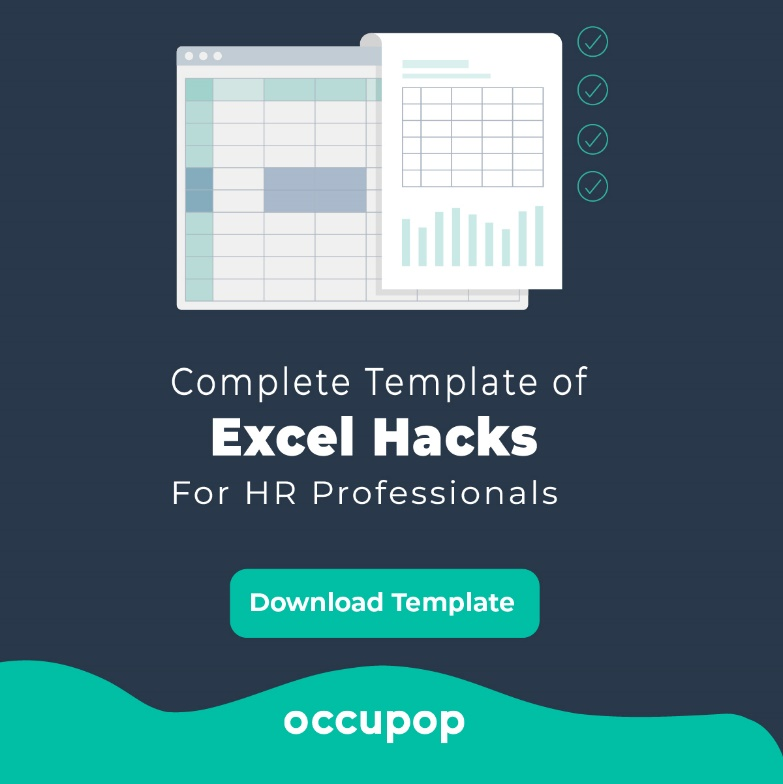 Complete Template of
Excel Hacks
For HR Professionals
Download Template
occupop